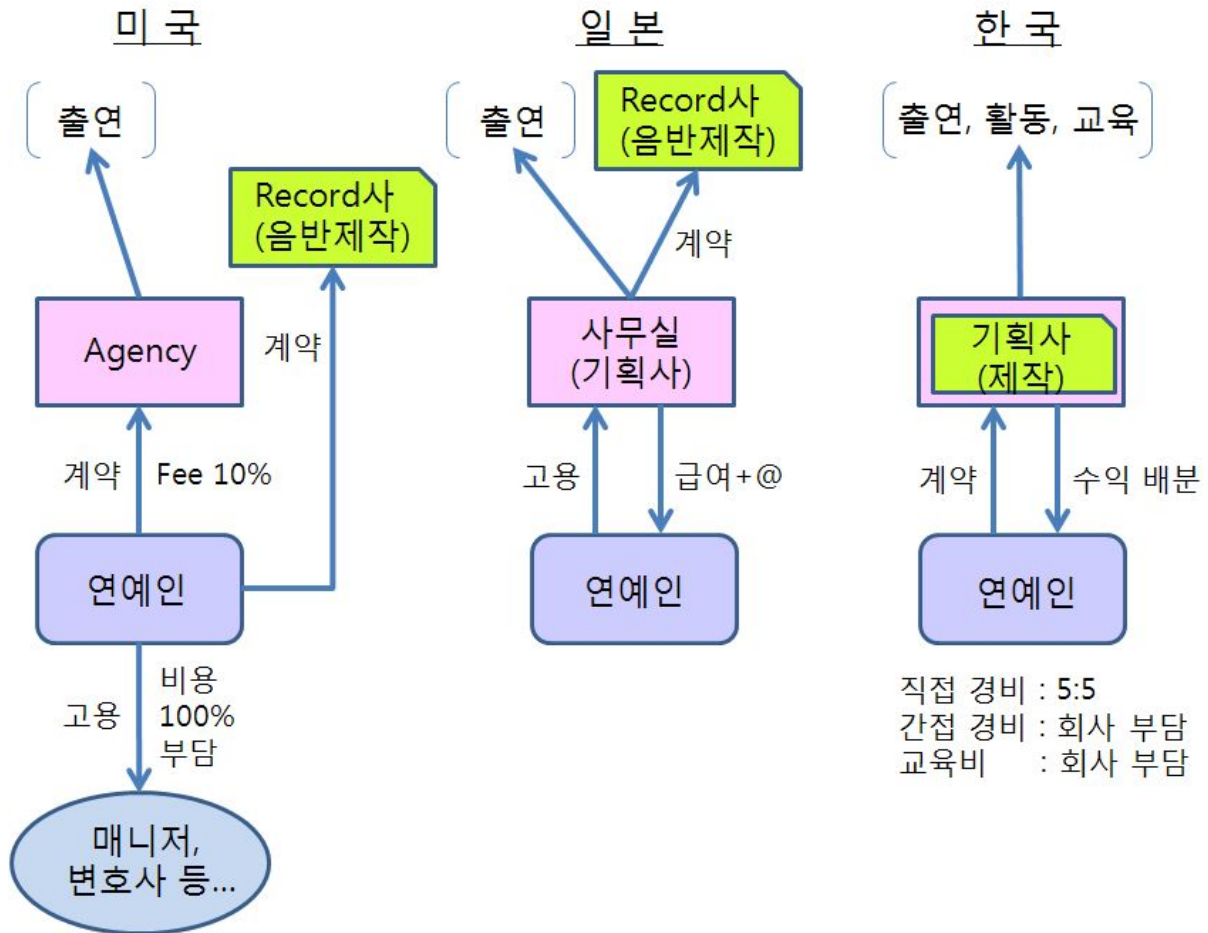 미 국
출연
Record사
(음반제작)
Agency
계약
계약
Fee 10%
연예인
고용
비용
100%
부담
매니저,
변호사 등...
일 본
출연
Record사
(음반제작)
계약
사무실
(기획사)
고용
급여+@
연예인
한 국
출연, 활동, 교육
기획사
(제작)
계약
수익 배분
연예인
직접 경비 : 5:5
간접 경비 : 회사 부담
교육비 : 회사 부담